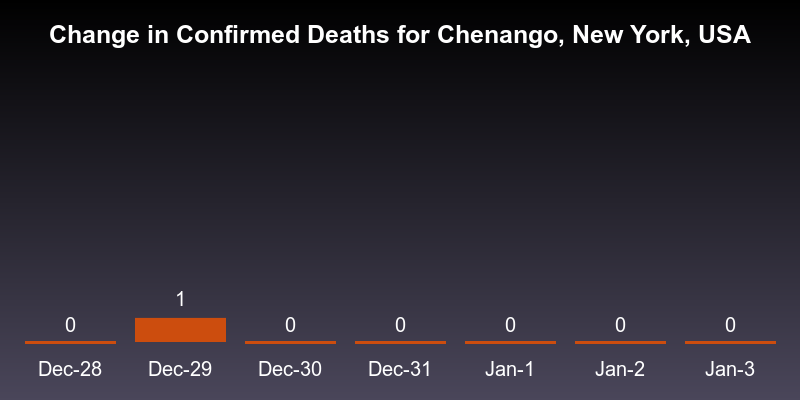 Change in Confirmed Deaths for Chenango, New York, USA
1
0 0 0 0 0 0
Dec-28 Dec-29 Dec-30 Dec-31 Jan-1 Jan-2 Jan-3